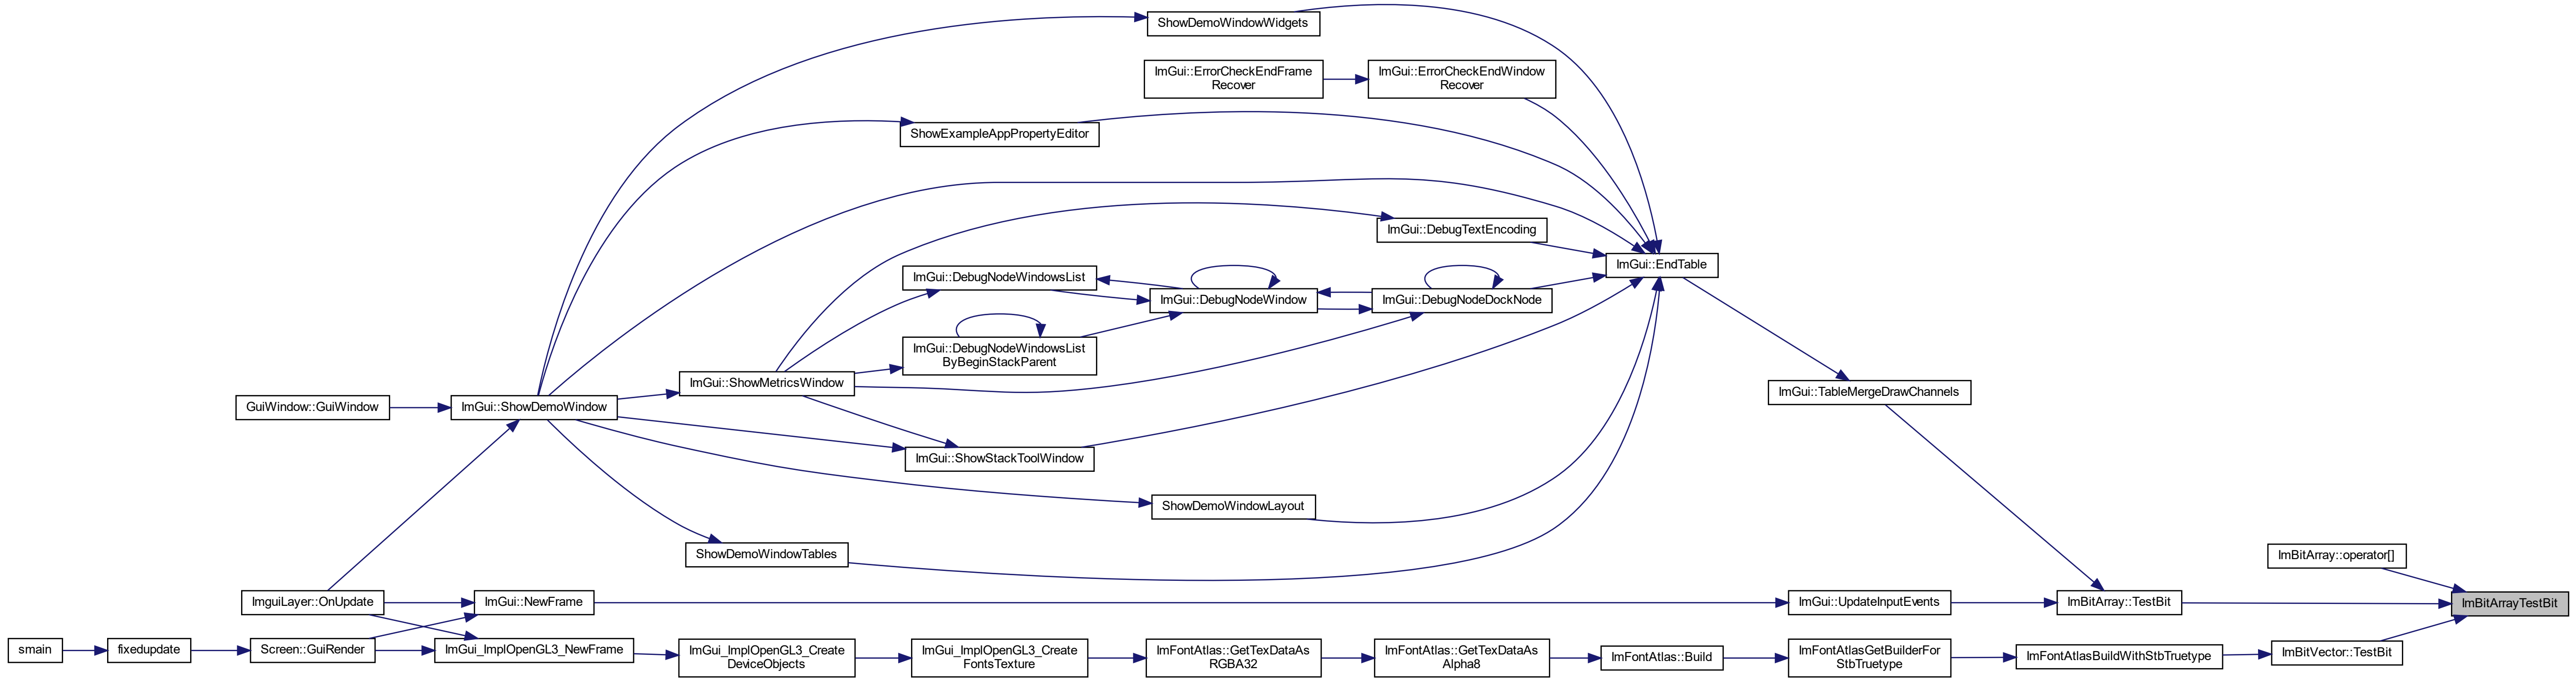 ShowDemoWindowWidgets
ImGui::ErrorCheckEndFrame
Recover
ImGui::ErrorCheckEndWindow
Recover
ShowExampleAppPropertyEditor
ImGui::DebugTextEncoding
ImGui::EndTable
ImGui::DebugNodeWindowsList
ImGui::DebugNodeWindow
ImGui::DebugNodeDockNode
ImGui::DebugNodeWindowsList
ByBeginStackParent
ImGui::ShowMetricsWindow
ImGui::TableMergeDrawChannels
GuiWindow::GuiWindow
ImGui::ShowDemoWindow
ImGui::ShowStackToolWindow
ShowDemoWindowLayout
ShowDemoWindowTables
ImBitArray::operator[]
ImguiLayer::OnUpdate
ImGui::NewFrame
ImGui::UpdateInputEvents
ImBitArray::TestBit
ImBitArrayTestBit
smain
fixedupdate
Screen::GuiRender
ImGui_ImplOpenGL3_NewFrame
ImGui_ImplOpenGL3_Create
DeviceObjects
ImGui_ImplOpenGL3_Create
FontsTexture
ImFontAtlas::GetTexDataAs
RGBA32
ImFontAtlas::GetTexDataAs
Alpha8
ImFontAtlas::Build
ImFontAtlasGetBuilderFor
StbTruetype
ImFontAtlasBuildWithStbTruetype
ImBitVector::TestBit